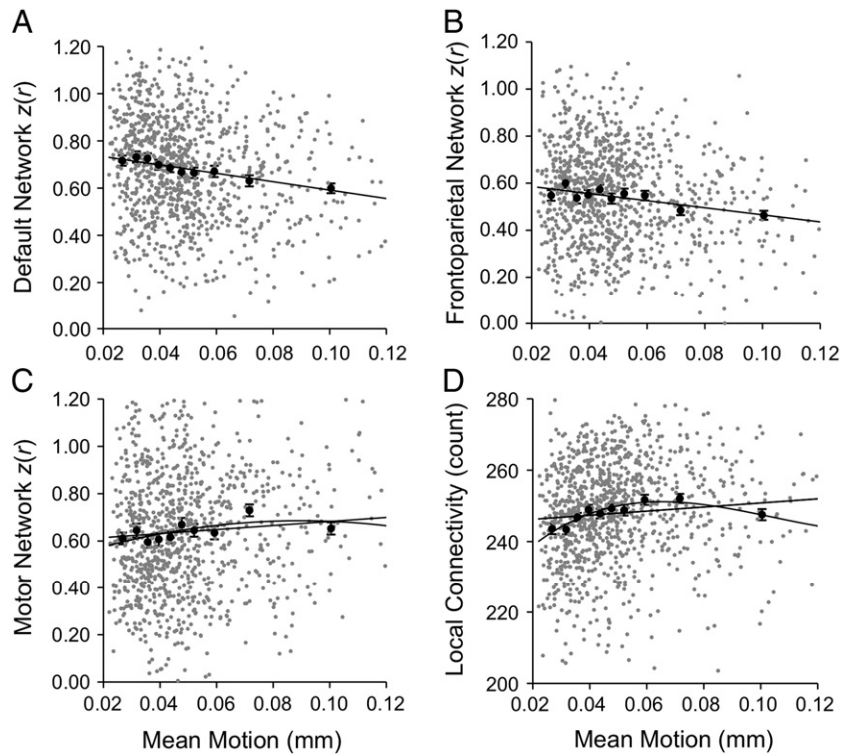 A
Default Network z(r)
1.20
1.00
0.80
0.60
0.40
0.20
0.00
0.02 0.04 0.06 0.08 0.10 0.12
B
Frontoparietal Network z(r)
1.20
1.00
0.80
0.60
0.40
0.20
0.00
0.02 0.04 0.06 0.08 0.10 0.12
C
Motor Network z(r)
1.20
1.00
0.80
0.60
0.40
0.20
0.00
0.02 0.04 0.06 0.08 0.10 0.12
Mean Motion (mm)
D
Local Connectivity (count)
280
260
240
220
200
0.02 0.04 0.06 0.08 0.10 0.12
Mean Motion (mm)